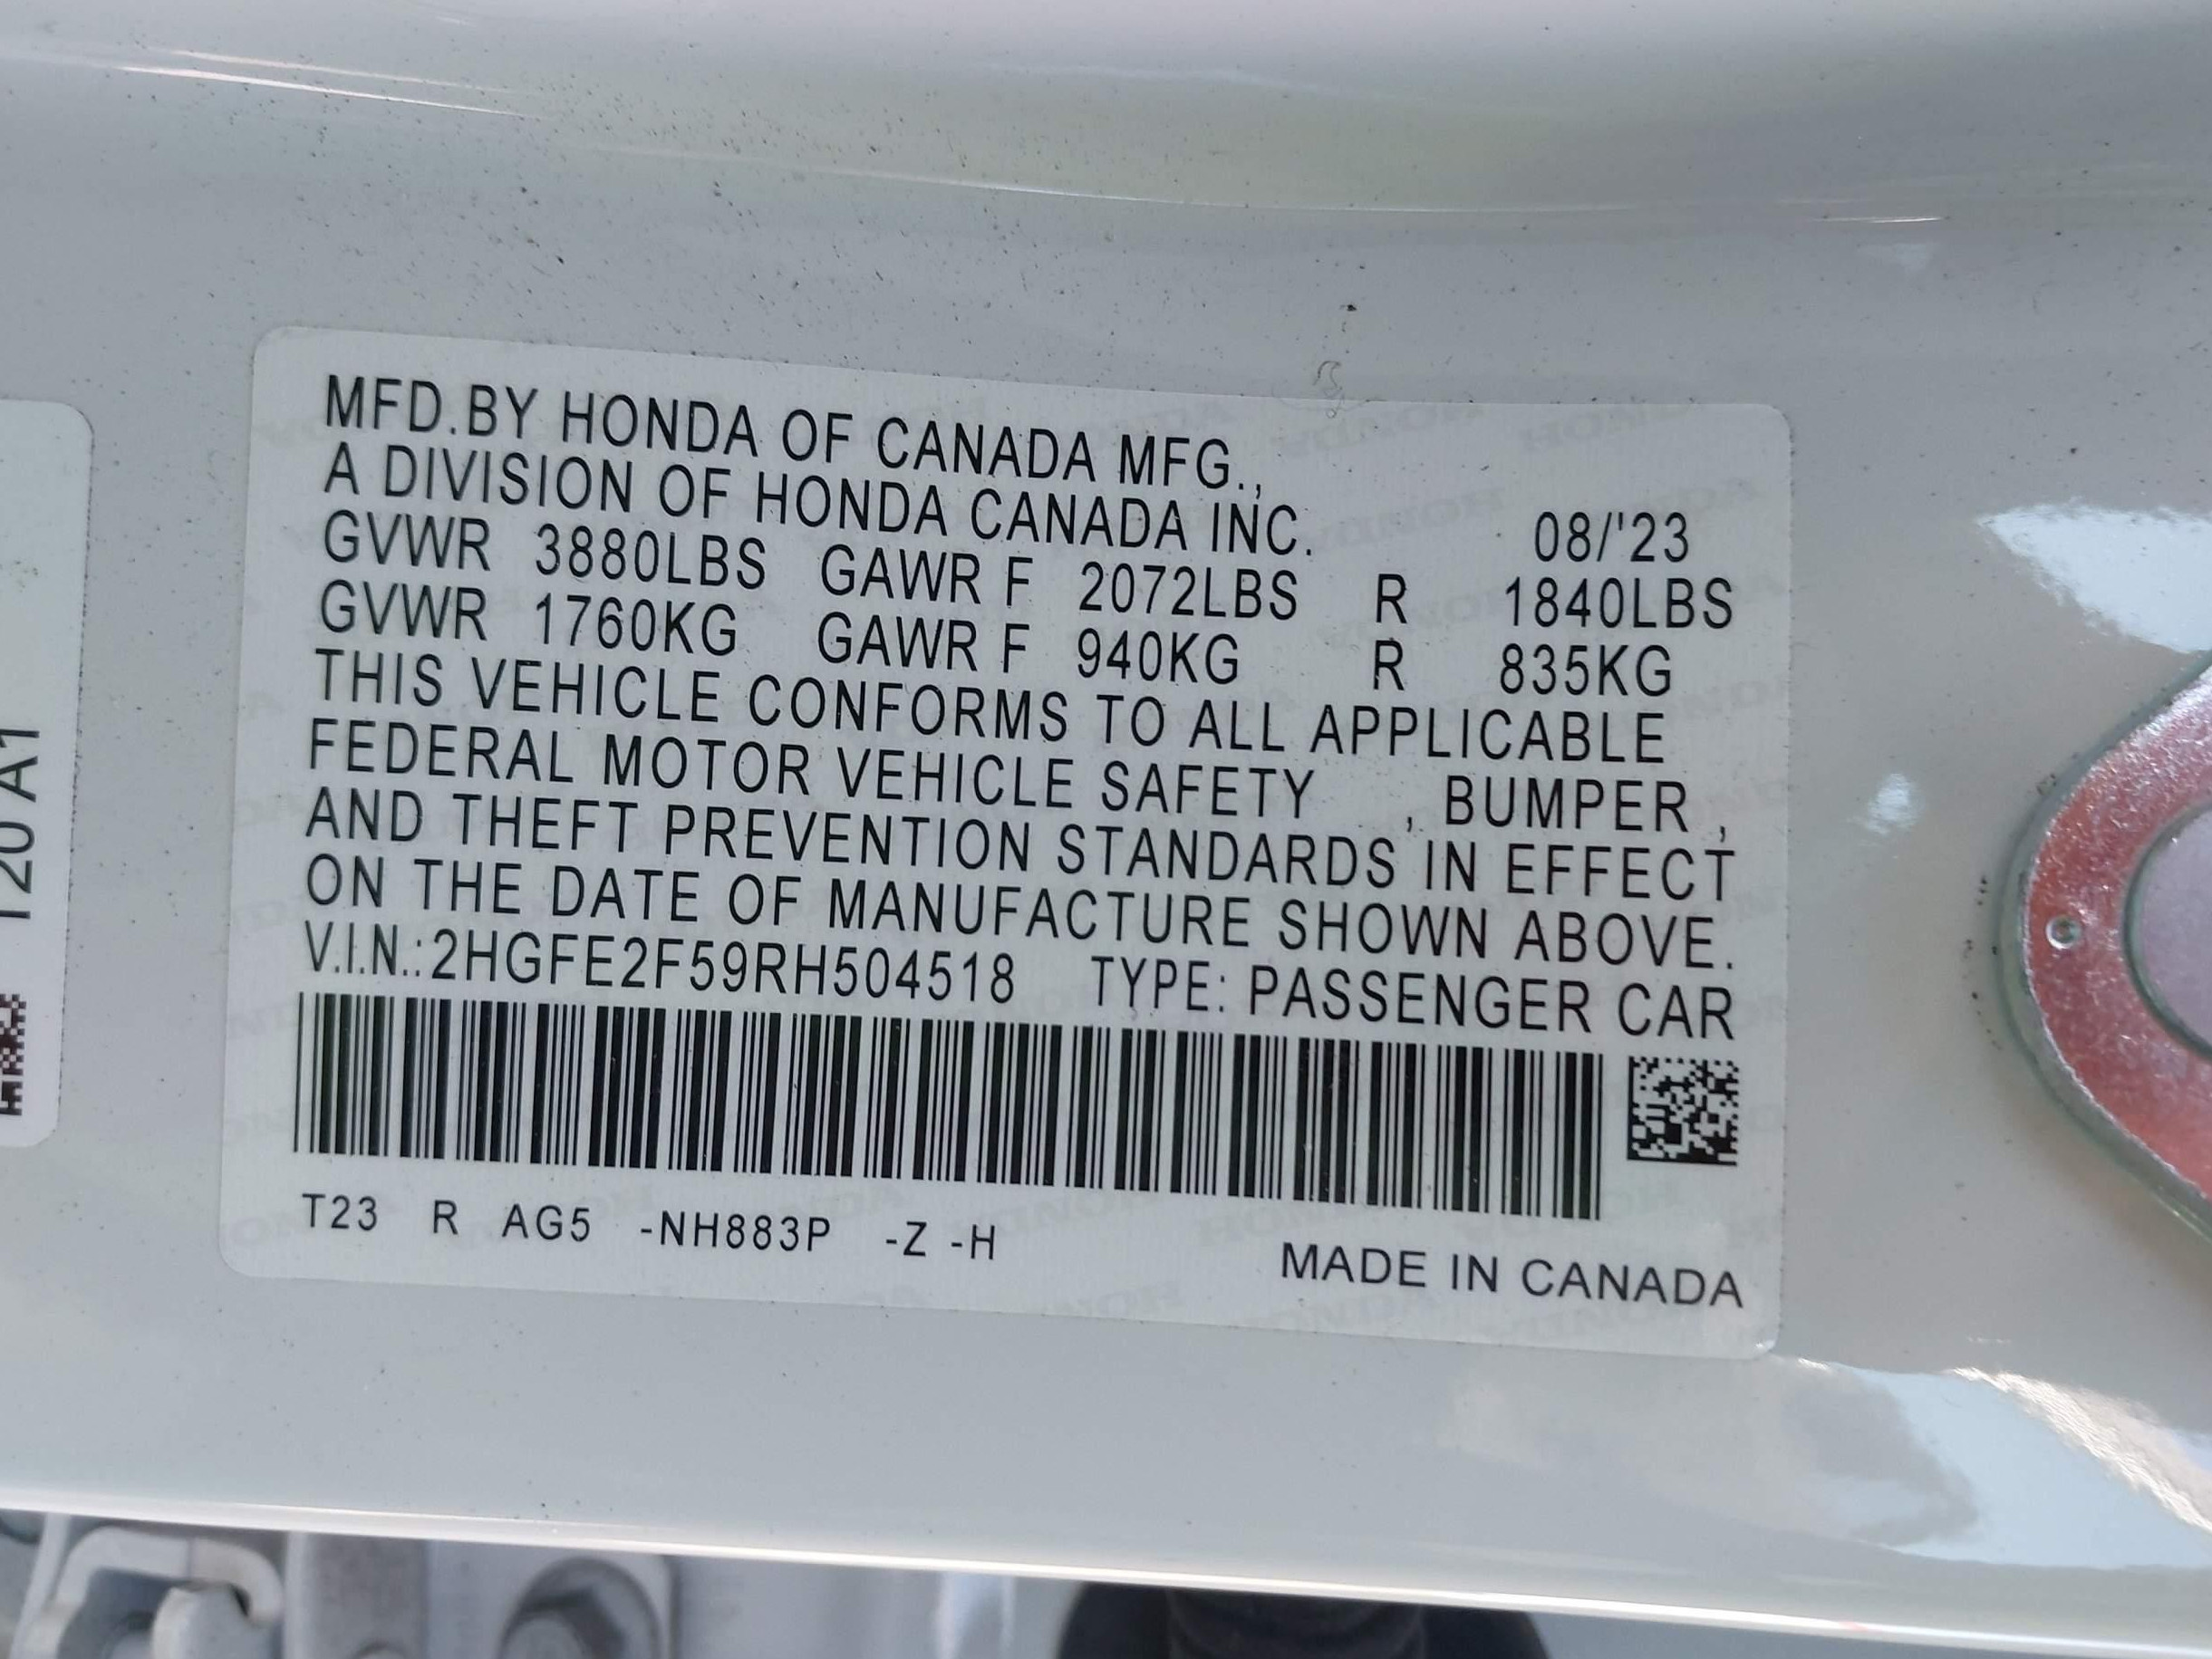 MFD.BY HONDA OF CANADA MFG.,
A DIVISION OF HONDA CANADA INC. 08/'23
GVWR 3880LBS GAWR F 2072LBS R 1840LBS
GVWR 1760KG GAWR F 940KG R 835KG
THIS VEHICLE CONFORMS TO ALL APPLICABLE
FEDERAL MOTOR VEHICLE SAFETY , BUMPER ,
AND THEFT PREVENTION STANDARDS IN EFFECT
ON THE DATE OF MANUFACTURE SHOWN ABOVE.
V.I.N.:2HGFE2F59RH504518 TYPE: PASSENGER CAR
T23 R AG5 -NH883P -Z -H
MADE IN CANADA
A1